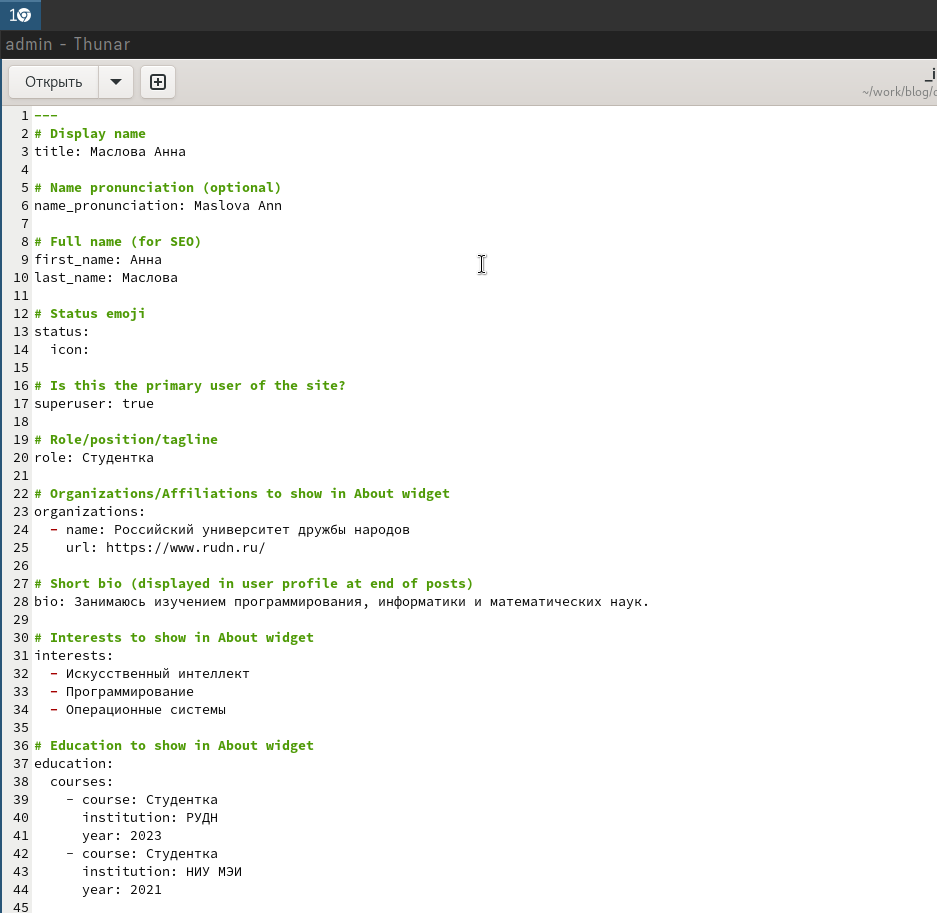 1
admin - Thunar
Открыть
_i
~/work/blog/c
1 ---
2 # Display name
3 title: Маслова Анна
4
5 # Name pronunciation (optional)
6 name_pronunciation: Maslova Ann
7
8 # Full name (for SEO)
9 first_name: Анна
10 last_name: Маслова
11
12 # Status emoji
13 status:
14   icon:
15
16 # Is this the primary user of the site?
17 superuser: true
18
19 # Role/position/tagline
20 role: Студентка
21
22 # Organizations/Affiliations to show in About widget
23 organizations:
24   - name: Российский университет дружбы народов
25     url: https://www.rudn.ru/
26
27 # Short bio (displayed in user profile at end of posts)
28 bio: Занимаюсь изучением программирования, информатики и математических наук.
29
30 # Interests to show in About widget
31 interests:
32   - Искусственный интеллект
33   - Программирование
34   - Операционные системы
35
36 # Education to show in About widget
37 education:
38   courses:
39     - course: Студентка
40       institution: РУДН
41       year: 2023
42     - course: Студентка
43       institution: НИУ МЭИ
44       year: 2021
45